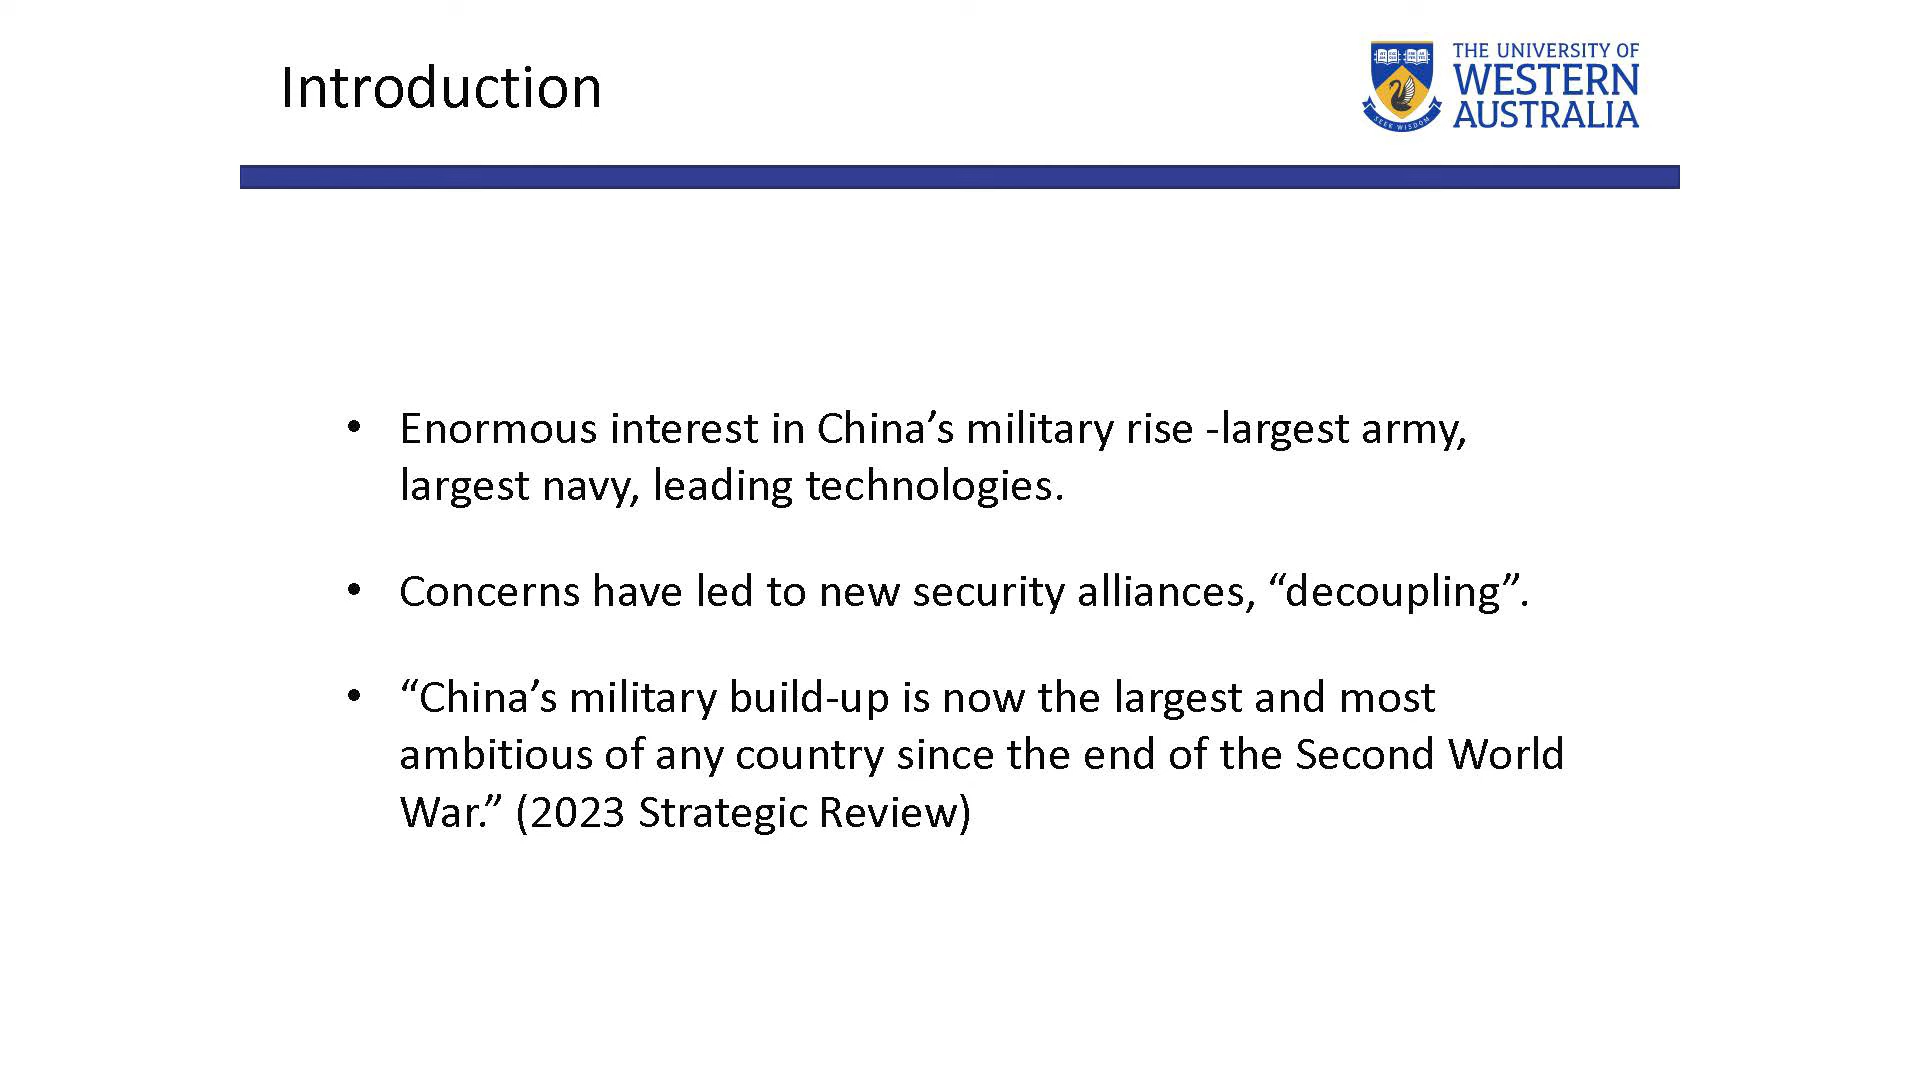 Introduction
THE UNIVERSITY OF
WESTERN
AUSTRALIA
SEEK WISDOM
• Enormous interest in China’s military rise -largest army,
largest navy, leading technologies.
• Concerns have led to new security alliances, “decoupling”.
• “China’s military build-up is now the largest and most
ambitious of any country since the end of the Second World
War.” (2023 Strategic Review)